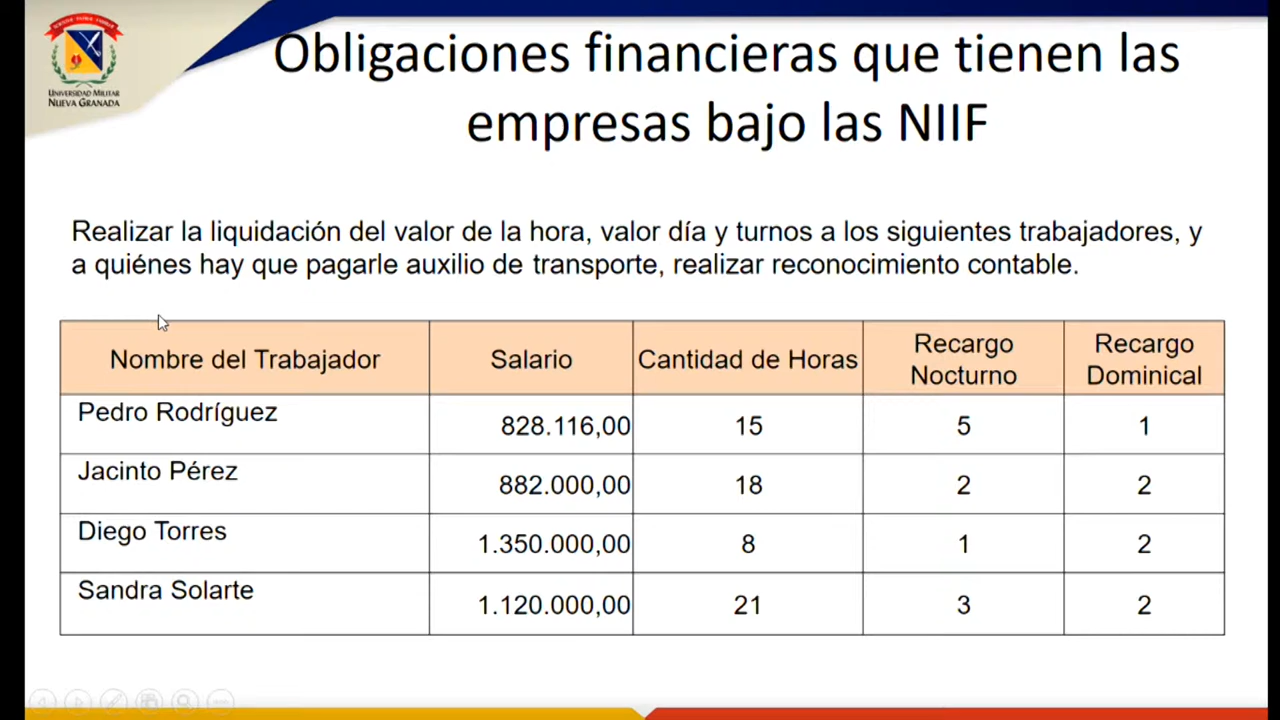 UNIVERSIDAD MILITAR
NUEVA GRANADA
Obligaciones financieras que tienen las
empresas bajo las NIIF
Realizar la liquidación del valor de la hora, valor día y turnos a los siguientes trabajadores, y
a quiénes hay que pagarle auxilio de transporte, realizar reconocimiento contable.
Nombre del Trabajador Salario Cantidad de Horas Recargo Nocturno Recargo Dominical
Pedro Rodríguez 828.116,00 15 5 1
Jacinto Pérez 882.000,00 18 2 2
Diego Torres 1.350.000,00 8 1 2
Sandra Solarte 1.120.000,00 21 3 2